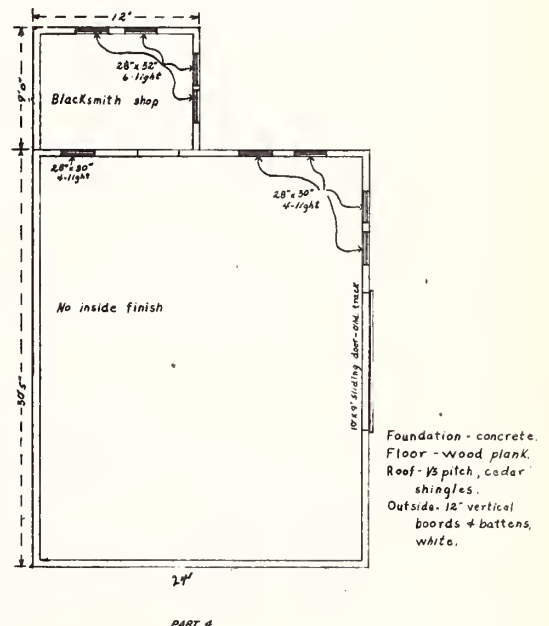 12'
9'0"
28" x 32"
6-light
Blacksmith shop
28" x 30"
4-light
28" x 30"
4-light
No inside finish
10' x 9' sliding door-o'hd. track
30'5"
Foundation - concrete.
Floor - wood plank.
Roof - 1/3 pitch, cedar
shingles.
Outside - 12" vertical
boords & battens,
white.
24'
PART 4